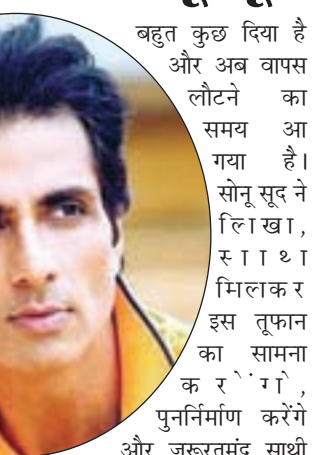 बहुत कुछ दिया है
और अब वापस
लौटने का
समय आ
गया है।
सोनू सूद ने
लिखा,
साथ
मिलकर
इस तूफान
का सामना
करेंगे,
पुनर्निर्माण करेंगे
और जरूरतमंद साथी